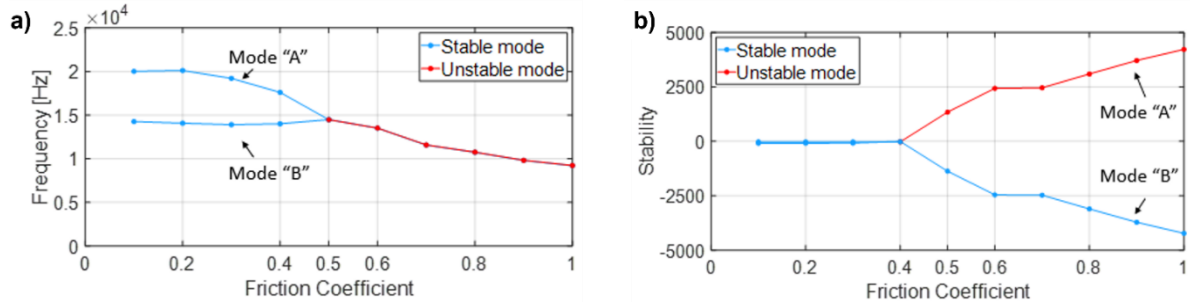 a)
×10⁴
2.5
2
1.5
1
0.5
0
0
0.2
0.4
0.5
0.6
0.8
1
Frequency [Hz]
Friction Coefficient
Mode “A”
Mode “B”
Stable mode
Unstable mode
b)
5000
2500
0
-2500
-5000
0
0.2
0.4
0.5
0.6
0.8
1
Stability
Friction Coefficient
Stable mode
Unstable mode
Mode “A”
Mode “B”